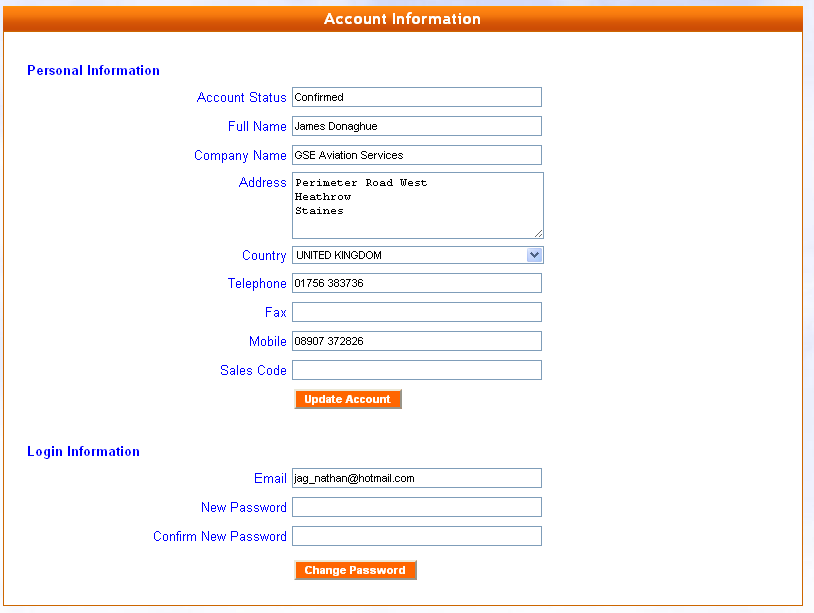 Account Information
Personal Information
Account Status Confirmed
Full Name James Donaghue
Company Name GSE Aviation Services
Address Perimeter Road West
Heathrow
Staines
Country UNITED KINGDOM
Telephone 01756 383736
Fax
Mobile 08907 372826
Sales Code
Update Account
Login Information
Email jag_nathan@hotmail.com
New Password
Confirm New Password
Change Password